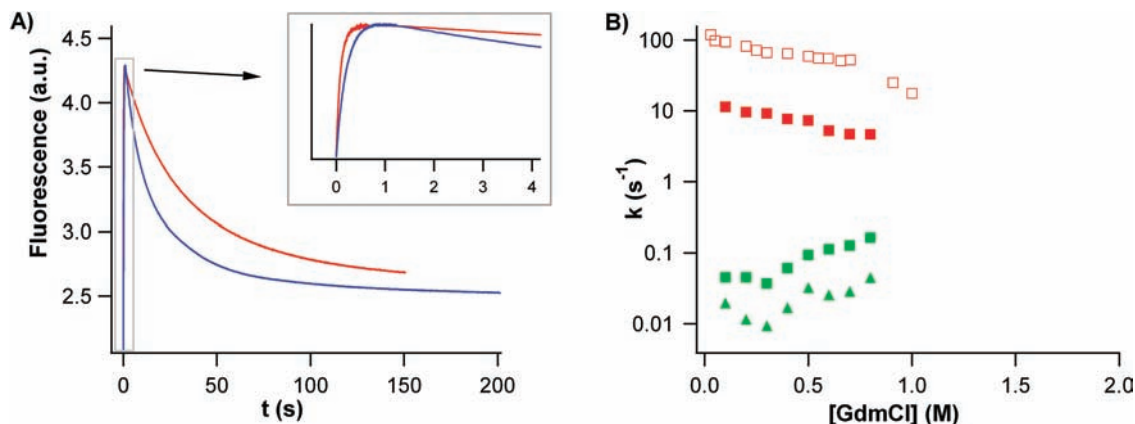 A)
Fluorescence (a.u.)
4.5
4.0
3.5
3.0
2.5
0 50 100 150 200
t (s)
0 1 2 3 4
B)
k (s⁻¹)
100
10
1
0.1
0.01
0.0 0.5 1.0 1.5 2.0
[GdmCl] (M)